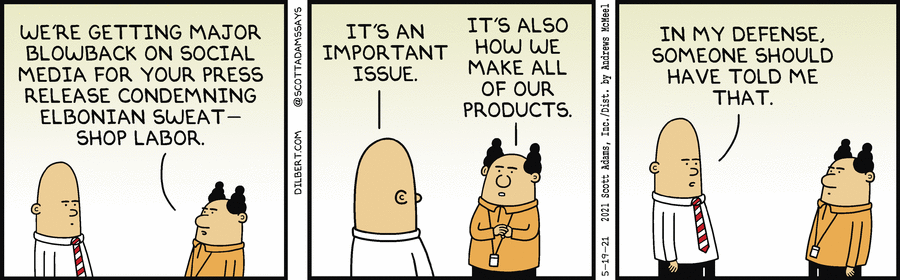 WE'RE GETTING MAJOR
BLOWBACK ON SOCIAL
MEDIA FOR YOUR PRESS
RELEASE CONDEMNING
ELBONIAN SWEAT–
SHOP LABOR.
DILBERT.COM @SCOTTADAMSSAYS
IT'S AN
IMPORTANT
ISSUE.
IT'S ALSO
HOW WE
MAKE ALL
OF OUR
PRODUCTS.
5-19-21 2021 Scott Adams, Inc./Dist. by Andrews McMeel
IN MY DEFENSE,
SOMEONE SHOULD
HAVE TOLD ME
THAT.